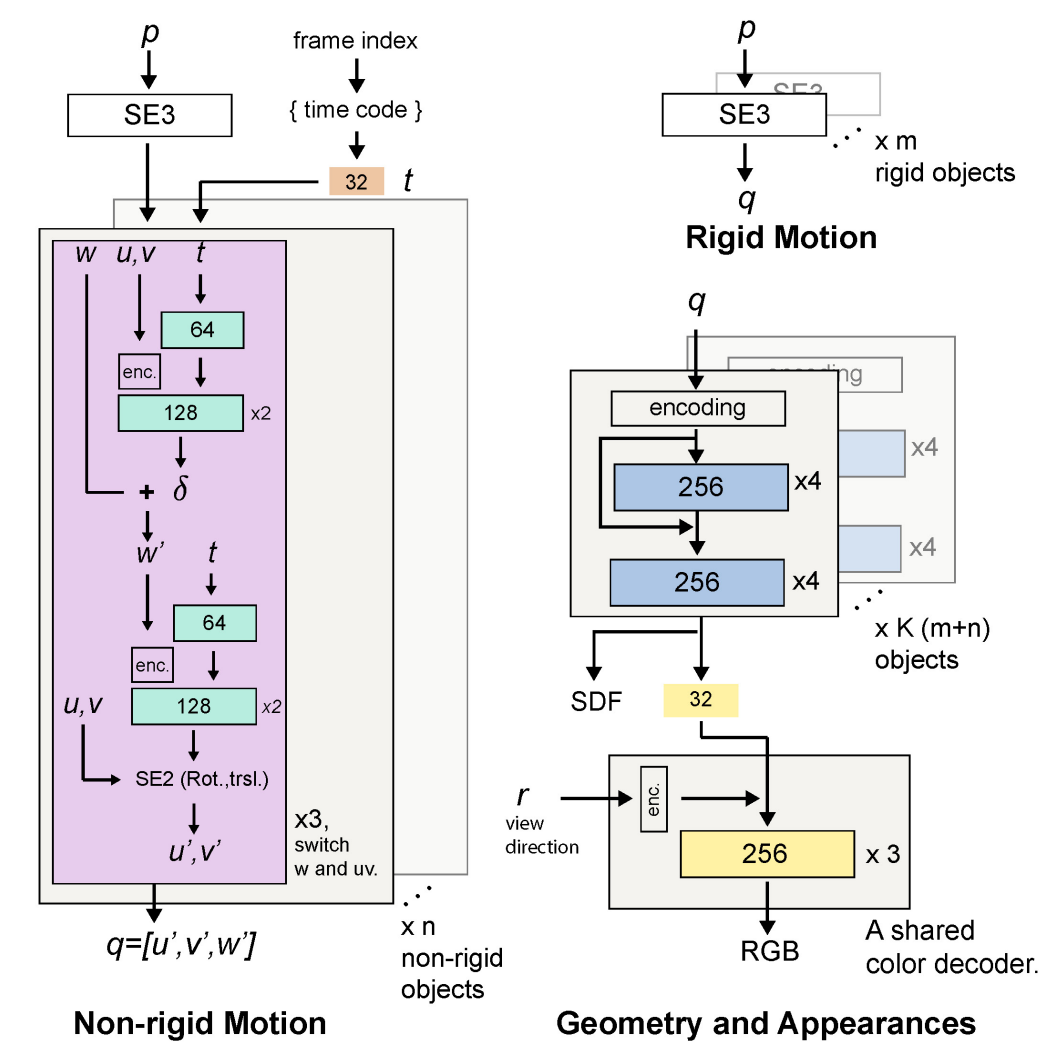 p
frame index
SE3
{ time code }
32
t
w
u,v
t
64
enc.
128
x2
+
δ
w’
t
64
enc.
128
x2
u,v
SE2 (Rot.,trsl.)
u’,v’
x3,
switch
w and uv.
q=[u’,v’,w’]
x n
non-rigid
objects
Non-rigid Motion
p
SE3
SE3
x m
rigid objects
q
Rigid Motion
q
encoding
256
x4
x4
256
x4
x4
x K (m+n)
objects
SDF
32
r
view
direction
enc.
256
x 3
RGB
A shared
color decoder.
Geometry and Appearances